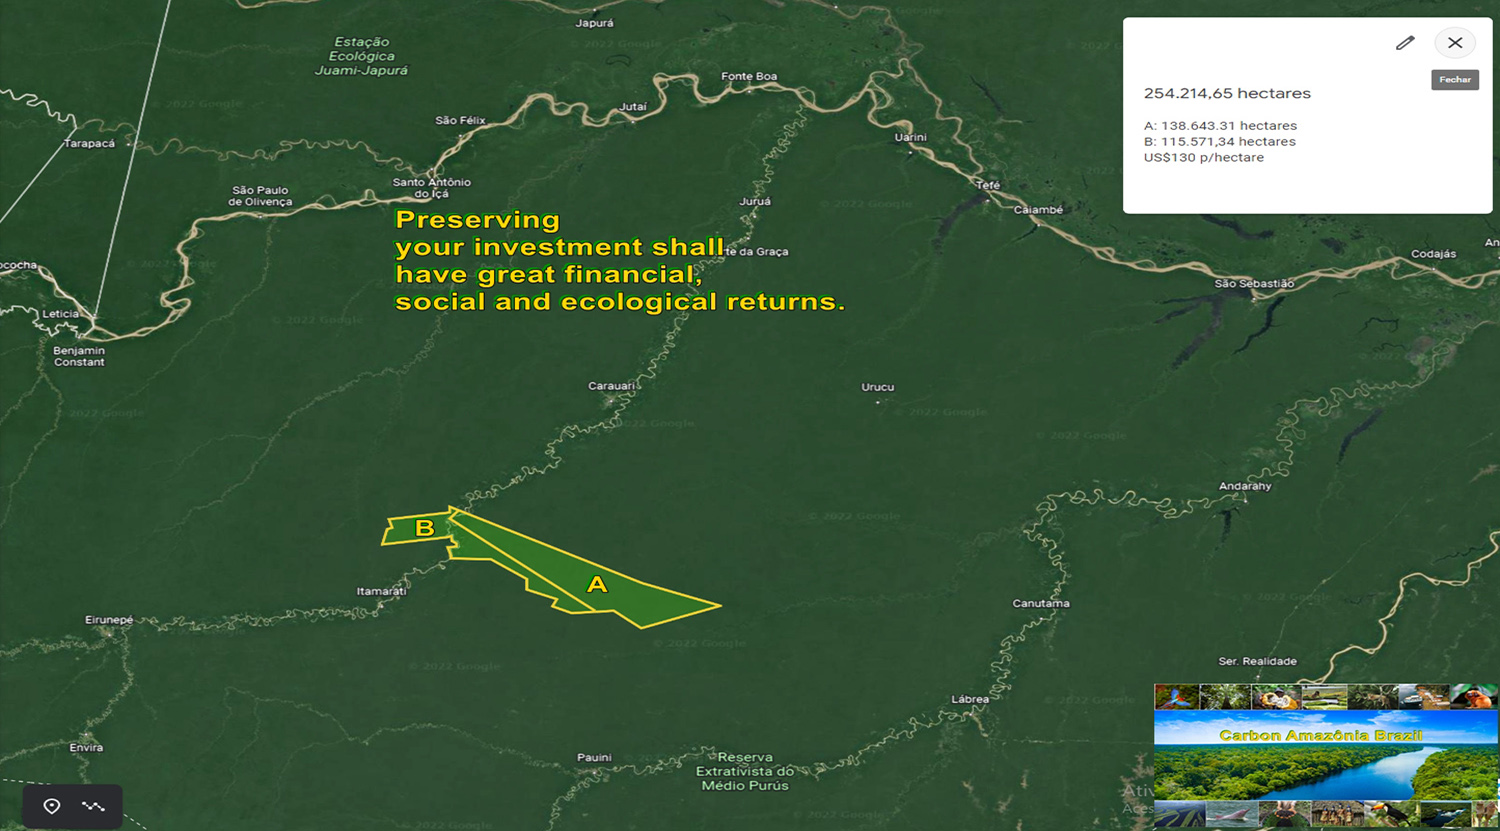 Japurá
© 2022 Google
Estação
Ecológica
Juami-Japurá
Fonte Boa
Jutaí
São Félix
Tarapacá
Uarini
Santo Antônio
do Içá
São Paulo
de Olivença
Tefé
Caiambé
Juruá
Preserving
your investment shall
have great financial,
social and ecological returns.
te da Graça
Codajás
An
São Sebastião
ococha
Leticia
Benjamin
Constant
Carauari
Urucu
© 2022 Google
Andarahy
B
A
Itamarati
Eirunepé
Canutama
Ser. Realidade
Lábrea
Envira
Pauini
Reserva
Extrativista do
Médio Purús
254.214,65 hectares
Fechar
A: 138.643.31 hectares
B: 115.571,34 hectares
US$130 p/hectare
Carbon Amazônia Brazil